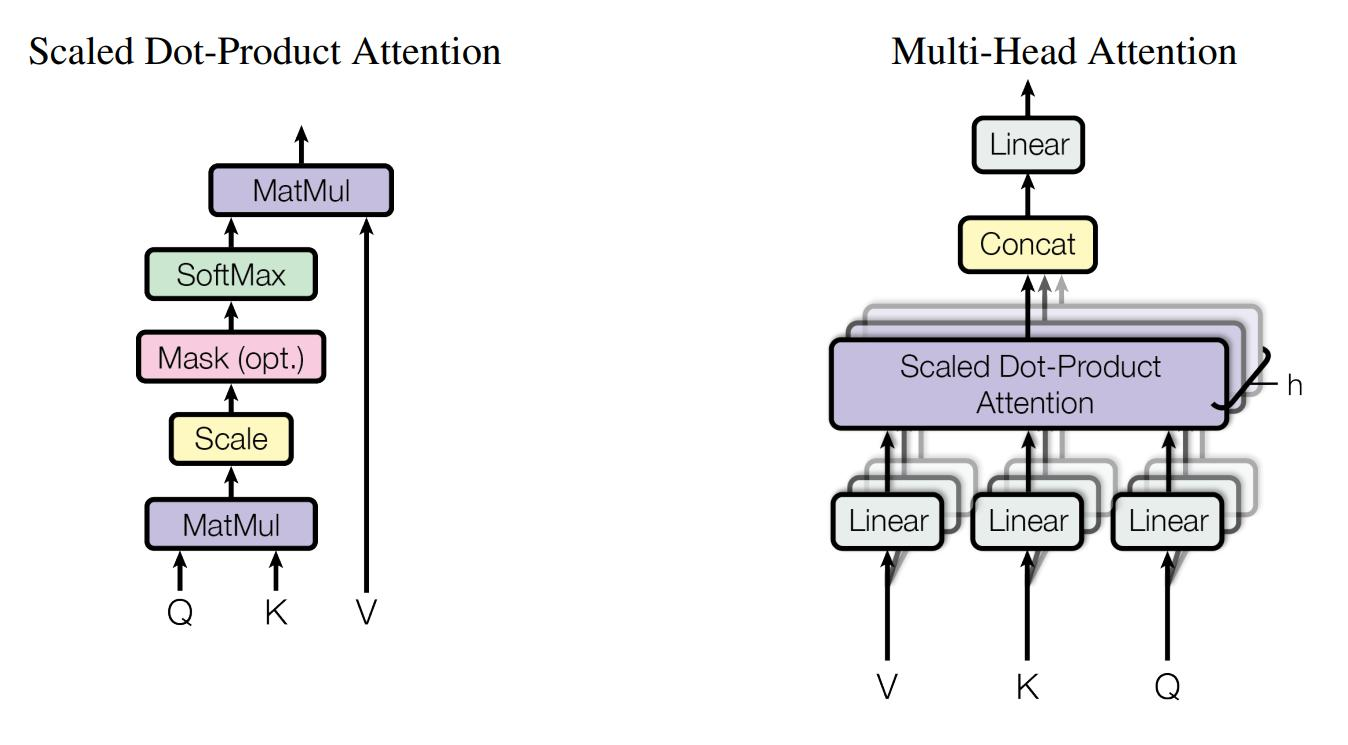 Scaled Dot-Product Attention
MatMul
SoftMax
Mask (opt.)
Scale
MatMul
Q K V
Multi-Head Attention
Linear
Concat
Scaled Dot-Product
Attention
h
Linear Linear Linear
V K Q